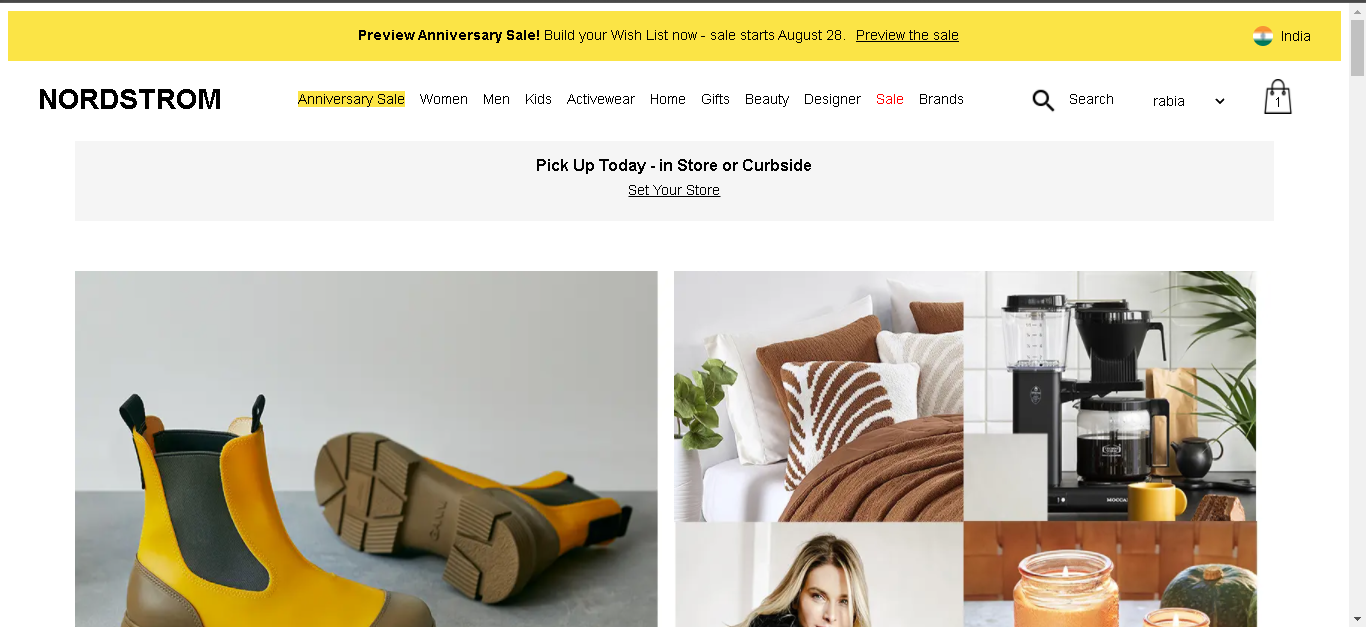 Preview Anniversary Sale! Build your Wish List now - sale starts August 28. Preview the sale
India
NORDSTROM
Anniversary Sale Women Men Kids Activewear Home Gifts Beauty Designer Sale Brands
Search
rabia
1
Pick Up Today - in Store or Curbside
Set Your Store